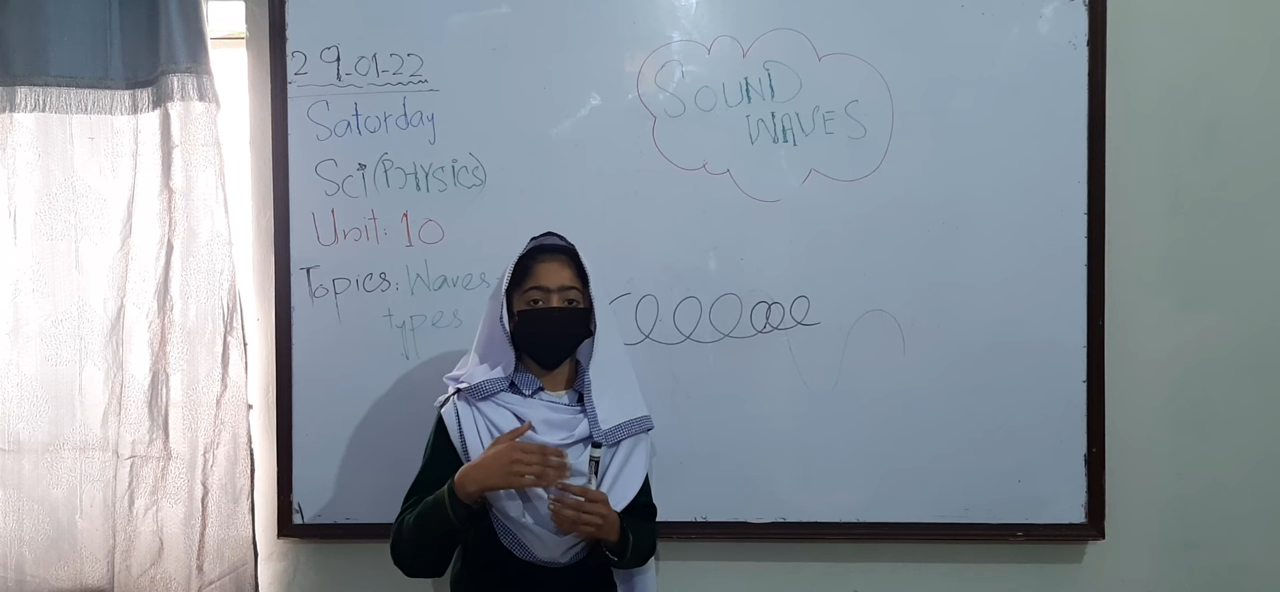 29-01-22
Satorday
Sci (PHYSics)
Unit: 10
Topics: Waves
types
SOUND
WAVES